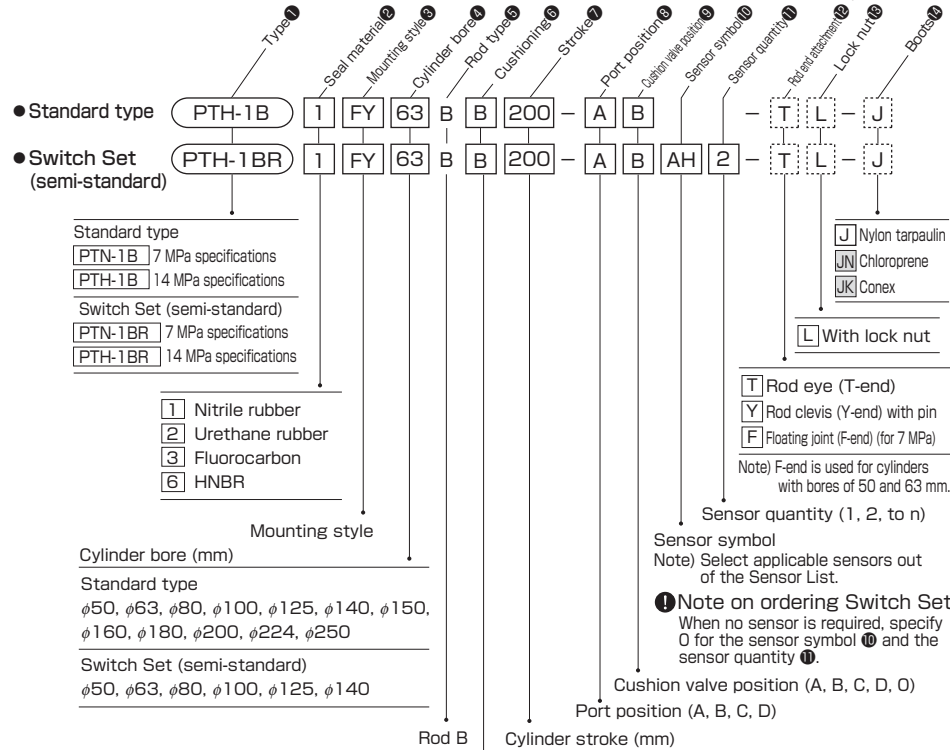 Type❶
Seal material❷
Mounting style❸
Cylinder bore❹
Rod type❺
Cushioning❻
Stroke❼
Port position❽
Cushion valve position❾
Sensor symbol❿
Sensor quantity⓫
Rod end attachment⓬
Lock nut⓭
Boots⓮
● Standard type PTH-1B 1 FY 63 B B 200 – A B – T L – J
● Switch Set PTH-1BR 1 FY 63 B B 200 – A B AH 2 – T L – J
(semi-standard)
Standard type
PTN-1B 7 MPa specifications
PTH-1B 14 MPa specifications
Switch Set (semi-standard)
PTN-1BR 7 MPa specifications
PTH-1BR 14 MPa specifications
J Nylon tarpaulin
JN Chloroprene
JK Conex
L With lock nut
1 Nitrile rubber
2 Urethane rubber
3 Fluorocarbon
6 HNBR
T Rod eye (T-end)
Y Rod clevis (Y-end) with pin
F Floating joint (F-end) (for 7 MPa)
Note) F-end is used for cylinders
with bores of 50 and 63 mm.
Sensor quantity (1, 2, to n)
Mounting style
Sensor symbol
Note) Select applicable sensors out
of the Sensor List.
Cylinder bore (mm)
Standard type
φ50, φ63, φ80, φ100, φ125, φ140, φ150,
φ160, φ180, φ200, φ224, φ250
Switch Set (semi-standard)
φ50, φ63, φ80, φ100, φ125, φ140
! Note on ordering Switch Set
When no sensor is required, specify
0 for the sensor symbol ❿ and the
sensor quantity ⓫.
Cushion valve position (A, B, C, D, 0)
Port position (A, B, C, D)
Rod B
Cylinder stroke (mm)